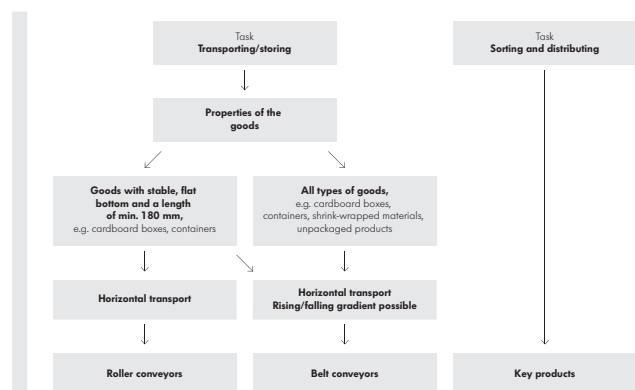 Task
Transporting/storing
Task
Sorting and distributing
Properties of the
goods
Goods with stable, flat
bottom and a length
of min. 180 mm,
e.g. cardboard boxes, containers
All types of goods,
e.g. cardboard boxes,
containers, shrink-wrapped materials,
unpackaged products
Horizontal transport
Horizontal transport
Rising/falling gradient possible
Roller conveyors
Belt conveyors
Key products